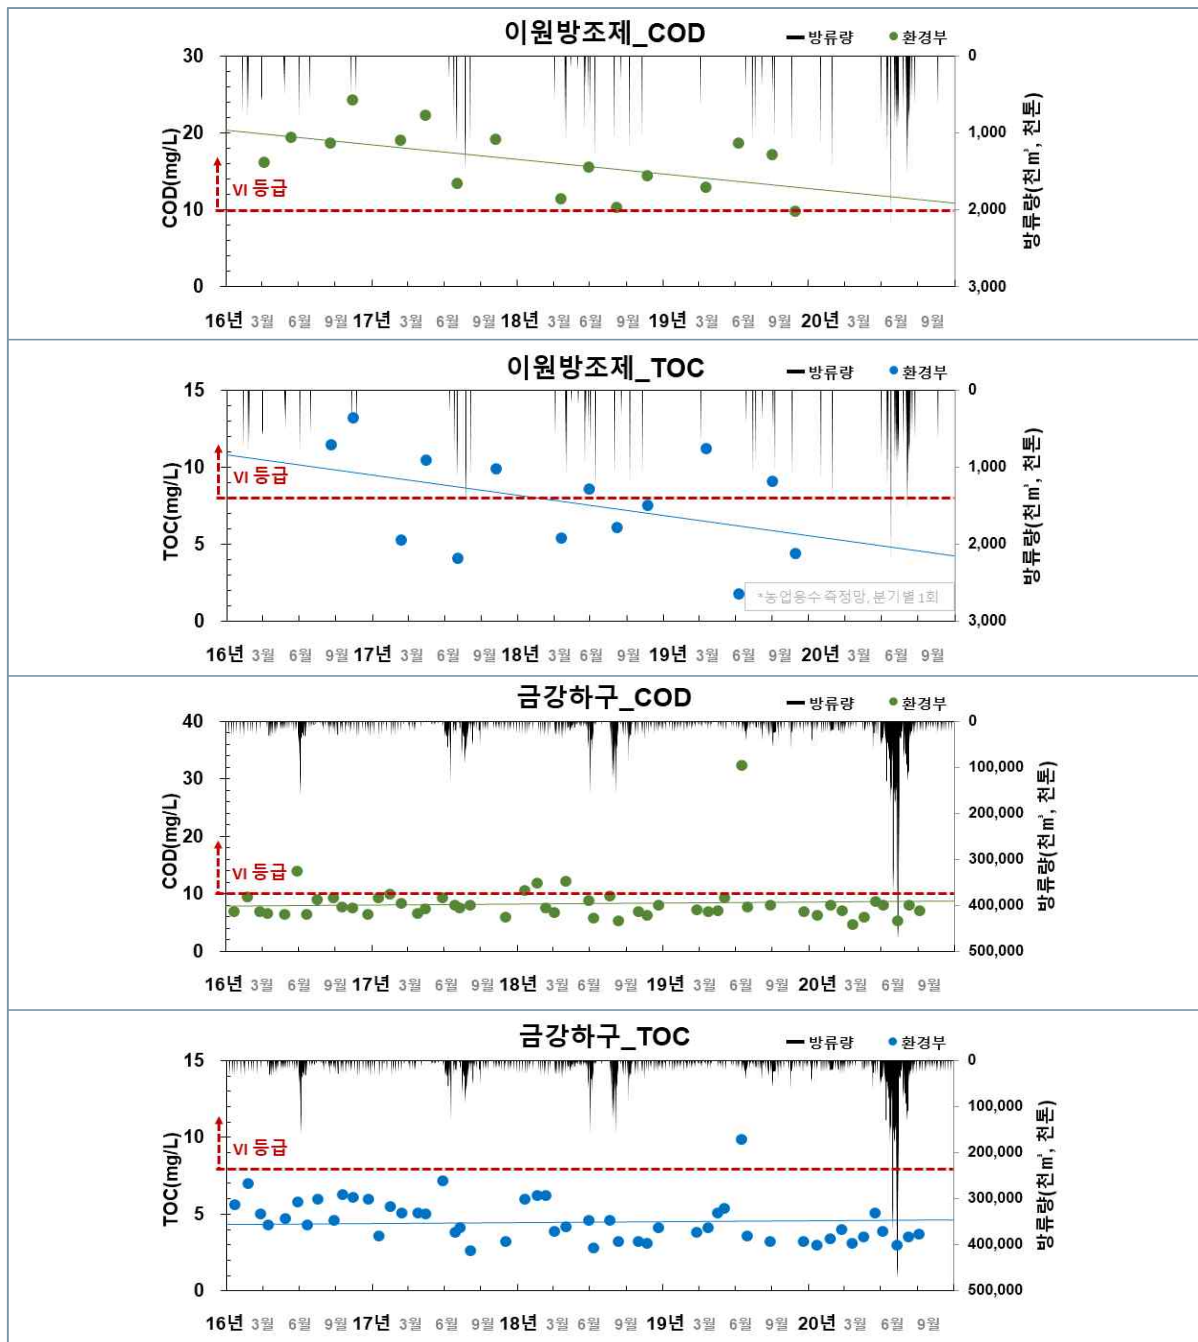 이원방조제_COD
방류량 환경부
30
20
10
0
COD(mg/L)
VI 등급
0
1,000
2,000
3,000
방류량(천㎥, 천톤)
16년 3월 6월 9월 17년 3월 6월 9월 18년 3월 6월 9월 19년 3월 6월 9월 20년 3월 6월 9월
이원방조제_TOC
방류량 환경부
15
10
5
0
TOC(mg/L)
VI 등급
0
1,000
2,000
3,000
방류량(천㎥, 천톤)
*농업용수 측정망, 분기별 1회
16년 3월 6월 9월 17년 3월 6월 9월 18년 3월 6월 9월 19년 3월 6월 9월 20년 3월 6월 9월
금강하구_COD
방류량 환경부
40
30
20
10
0
COD(mg/L)
VI 등급
0
100,000
200,000
300,000
400,000
500,000
방류량(천㎥, 천톤)
16년 3월 6월 9월 17년 3월 6월 9월 18년 3월 6월 9월 19년 3월 6월 9월 20년 3월 6월 9월
금강하구_TOC
방류량 환경부
15
10
5
0
TOC(mg/L)
VI 등급
0
100,000
200,000
300,000
400,000
500,000
방류량(천㎥, 천톤)
16년 3월 6월 9월 17년 3월 6월 9월 18년 3월 6월 9월 19년 3월 6월 9월 20년 3월 6월 9월